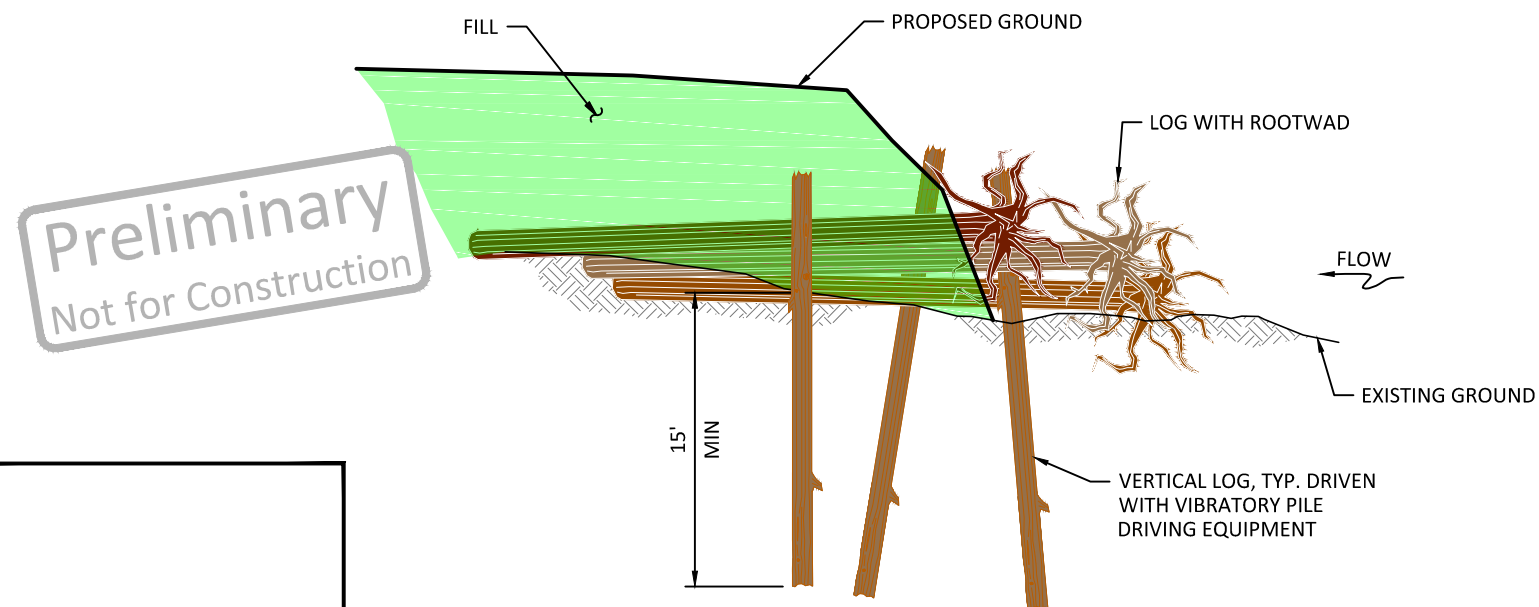 FILL
PROPOSED GROUND
LOG WITH ROOTWAD
Preliminary
Not for Construction
FLOW
EXISTING GROUND
15'
MIN
VERTICAL LOG, TYP. DRIVEN
WITH VIBRATORY PILE
DRIVING EQUIPMENT